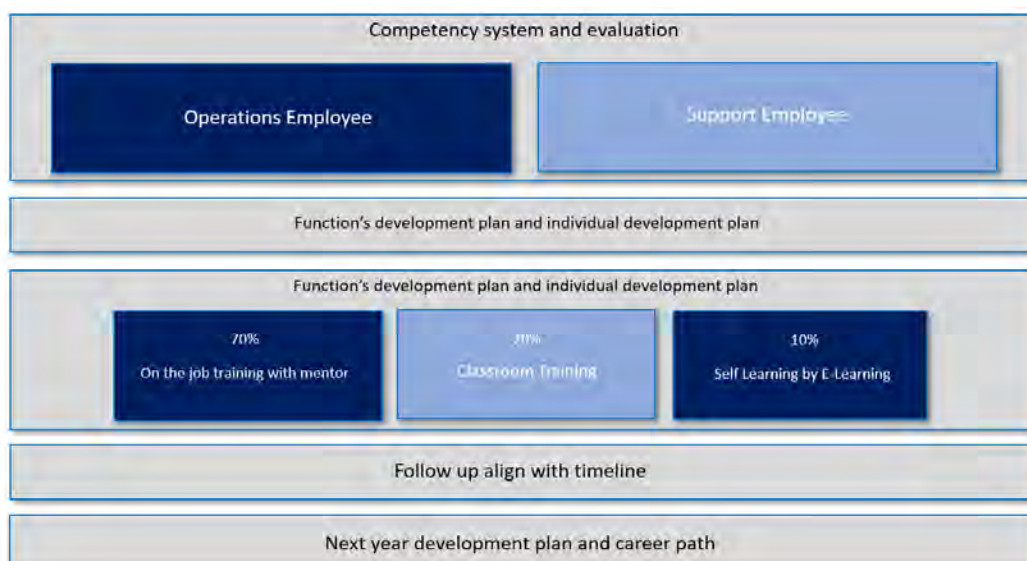 Competency system and evaluation
Operations Employee
Support Employee
Function's development plan and individual development plan
Function's development plan and individual development plan
70%
On the job training with mentor
20%
Classroom Training
10%
Self Learning by E-Learning
Follow up align with timeline
Next year development plan and career path